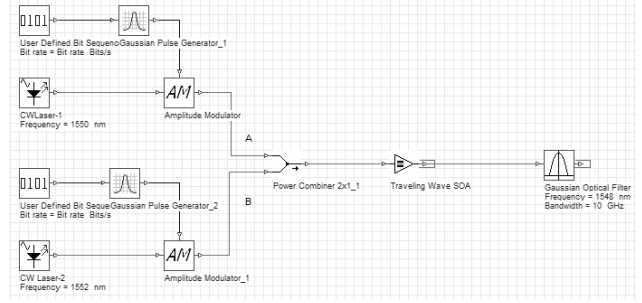 0101
User Defined Bit SequencGaussian Pulse Generator_1
Bit rate = Bit rate Bits/s
CWLaser-1
Frequency = 1550 nm
AM
Amplitude Modulator
A
Power Combiner 2x1_1
Traveling Wave SOA
Gaussian Optical Filter
Frequency = 1548 nm
Bandwidth = 10 GHz
0101
User Defined Bit SequeGaussian Pulse Generator_2
Bit rate = Bit rate Bits/s
B
CW Laser-2
Frequency = 1552 nm
AM
Amplitude Modulator_1